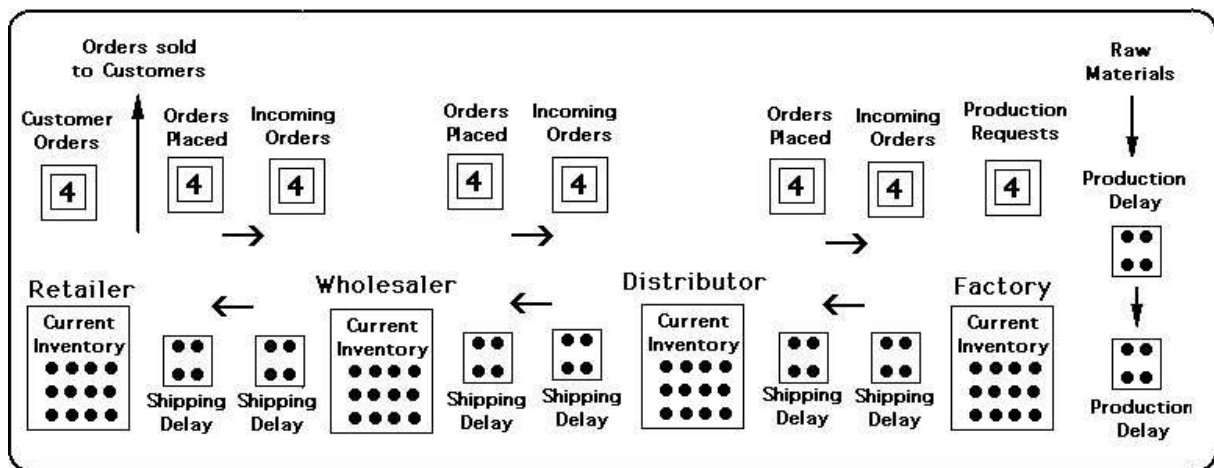 Orders sold
to Customers
Raw
Materials
Customer
Orders
Orders
Placed
Incoming
Orders
Orders
Placed
Incoming
Orders
Orders
Placed
Incoming
Orders
Production
Requests
4
4
4
4
4
4
4
4
Production
Delay
Retailer
Wholesaler
Distributor
Factory
Current
Inventory
Current
Inventory
Current
Inventory
Current
Inventory
Shipping
Delay
Shipping
Delay
Shipping
Delay
Shipping
Delay
Shipping
Delay
Shipping
Delay
Production
Delay